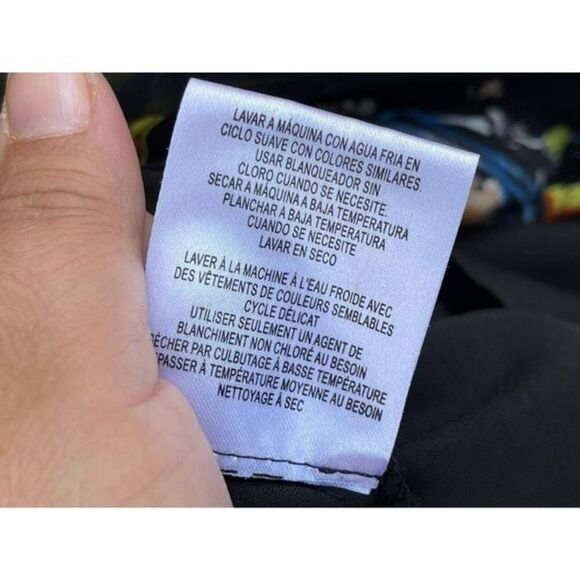 LAVAR A MÁQUINA CON AGUA FRIA EN
CICLO SUAVE CON COLORES SIMILARES.
USAR BLANQUEADOR SIN
CLORO CUANDO SE NECESITE.
SECAR A MÁQUINA A BAJA TEMPERATURA
PLANCHAR A BAJA TEMPERATURA
CUANDO SE NECESITE
LAVAR EN SECO
LAVER À LA MACHINE À L'EAU FROIDE AVEC
DES VÊTEMENTS DE COULEURS SEMBLABLES
CYCLE DÉLICAT
UTILISER SEULEMENT UN AGENT DE
BLANCHIMENT NON CHLORÉ AU BESOIN
ÉCHER PAR CULBUTAGE À BASSE TEMPÉRATURE
PASSER À TEMPÉRATURE MOYENNE AU BESOIN
NETTOYAGE À SEC